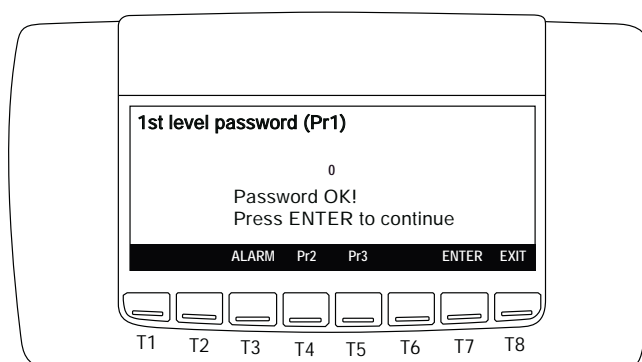 1st level password (Pr1)
0
Password OK!
Press ENTER to continue
ALARM Pr2 Pr3 ENTER EXIT
T1 T2 T3 T4 T5 T6 T7 T8